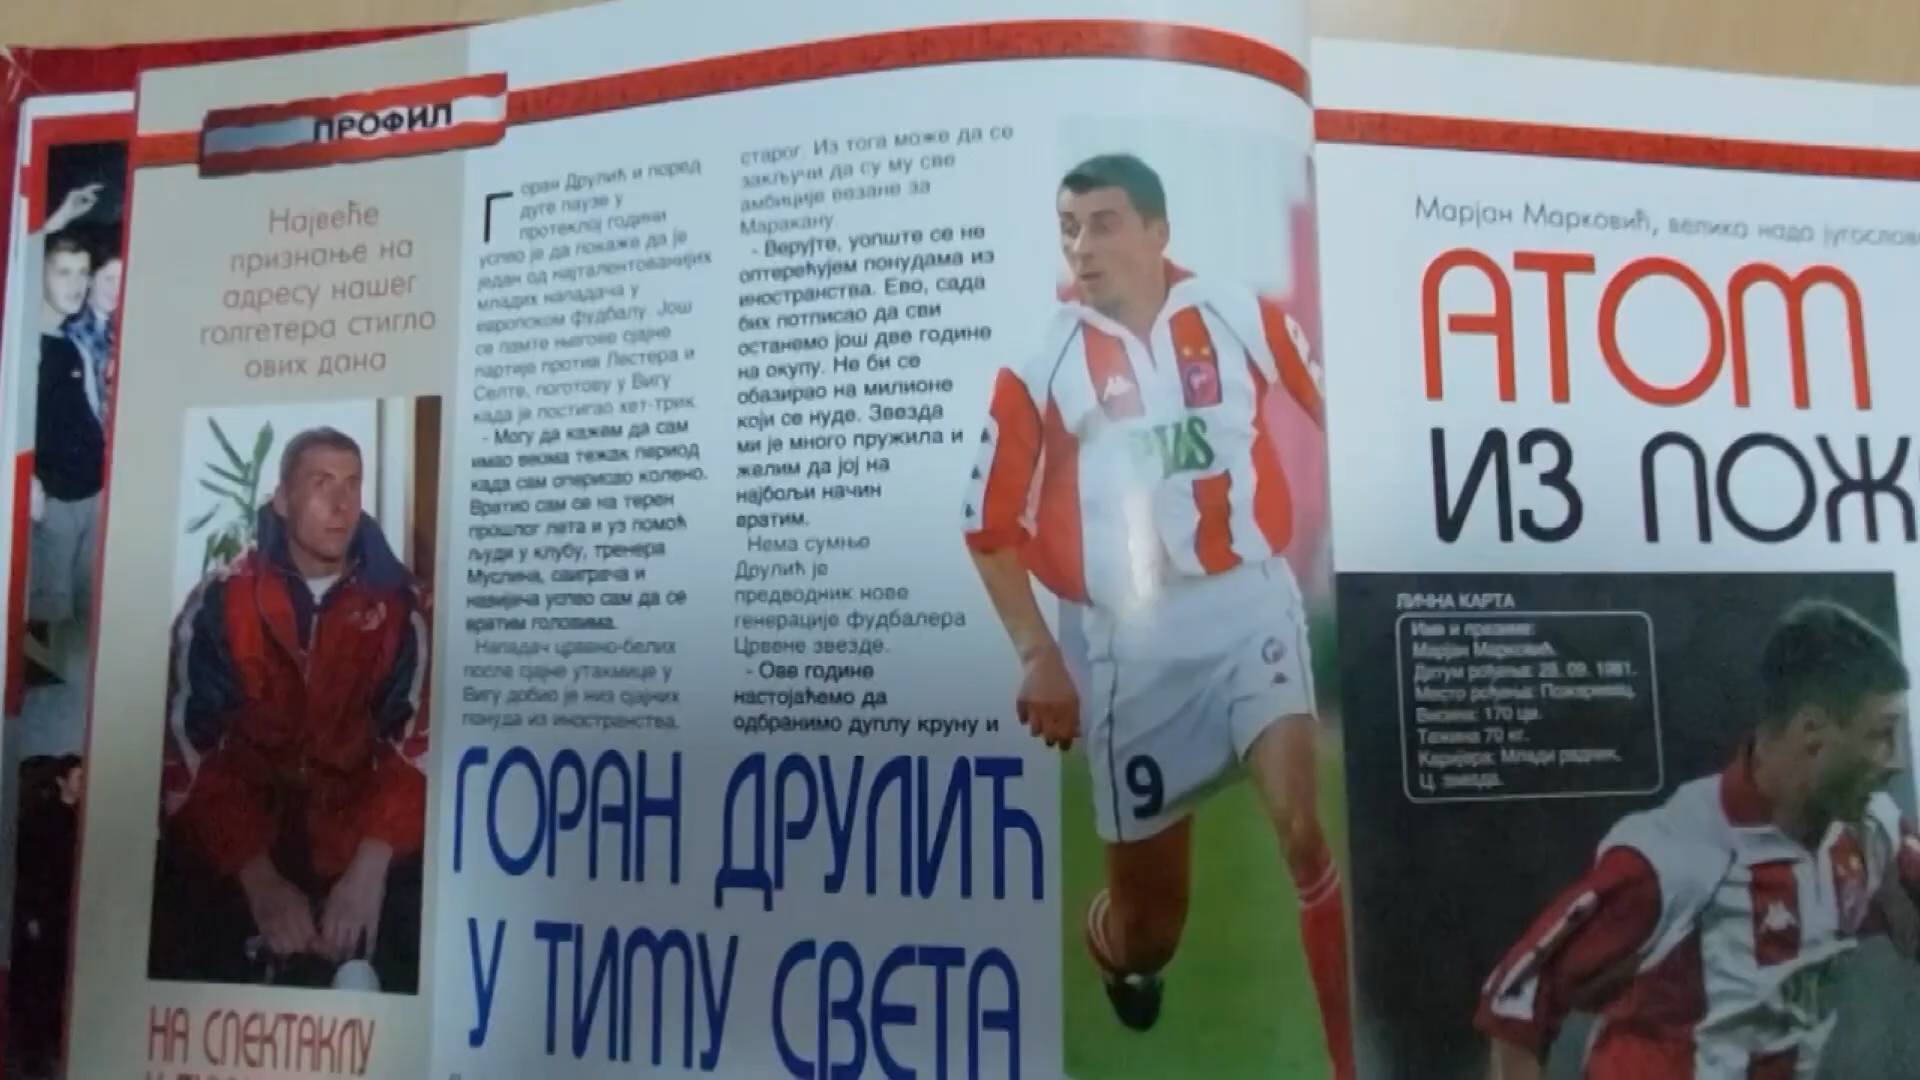 ПРОФИЛ
Највеће
признање на
адресу нашег
голгетера стигло
ових дана
Горан Друлић и поред
дуге паузе у
протеклој години
успео је да покаже да је
један од најталентованијих
младих нападача у
европском фудбалу. Још
се памте његове сјајне
партије против Лестера и
Селте, поготову у Вигу
када је постигао хет-трик.
- Могу да кажем да сам
имао веома тежак период
када сам оперисао колено.
Вратио сам се на терен
прошлог лета и уз помоћ
људи у клубу, тренера
Муслина, саиграча и
навијача успео сам да се
вратим головима.
Нападач црвено-белих
после сјајне утакмице у
Вигу добио је низ сјајних
понуда из иностранства,
старог. Из тога може да се
закључи да су му све
амбиције везане за
Маракану.
- Верујте, уопште се не
оптерећујем понудама из
иностранства. Ево, сада
бих потписао да сви
останемо још две године
на окупу. Не би се
обазирао на милионе
који се нуде. Звезда
ми је много пружила и
желим да јој на
најбољи начин
вратим.
Нема сумње
Друлић је
предводник нове
генерације фудбалера
Црвене звезде.
- Ове године
настојаћемо да
одбранимо дуплу круну и
ГОРАН ДРУЛИЋ
У ТИМУ СВЕТА
НА СПЕКТАКЛУ
9
Марјан Марковић, велика нада југослове
АТОМ
ИЗ ПОЖ
ЛИЧНА КАРТА
Име и презиме:
Марјан Марковић.
Датум рођења: 28. 09. 1981.
Место рођења: Пожаревац.
Висина: 170 цм.
Тежина 70 кг.
Каријера: Млади радник,
Ц. звезда.